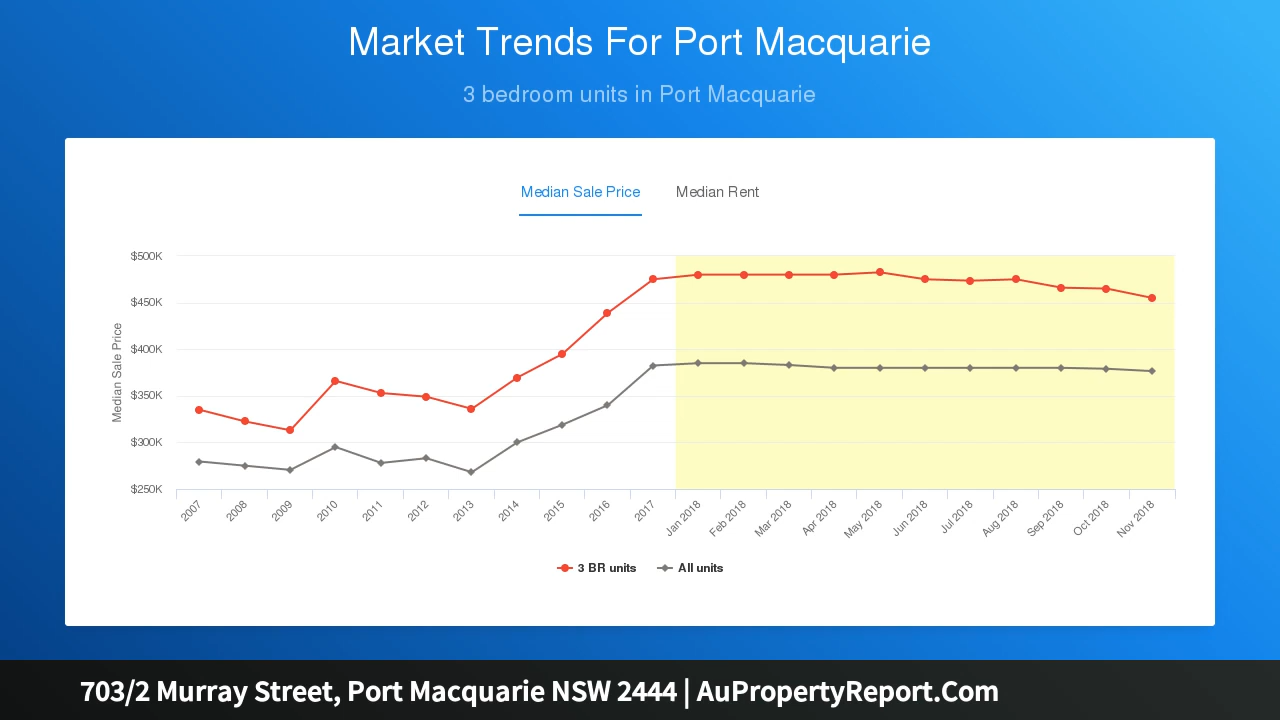 Market Trends For Port Macquarie
3 bedroom units in Port Macquarie
Median Sale Price
Median Rent
$500K
$450K
$400K
$350K
$300K
$250K
Median Sale Price
2007
2008
2009
2010
2011
2012
2013
2014
2015
2016
2017
Jan 2018
Feb 2018
Mar 2018
Apr 2018
May 2018
Jun 2018
Jul 2018
Aug 2018
Sep 2018
Oct 2018
Nov 2018
3 BR units
All units
703/2 Murray Street, Port Macquarie NSW 2444 | AuPropertyReport.Com